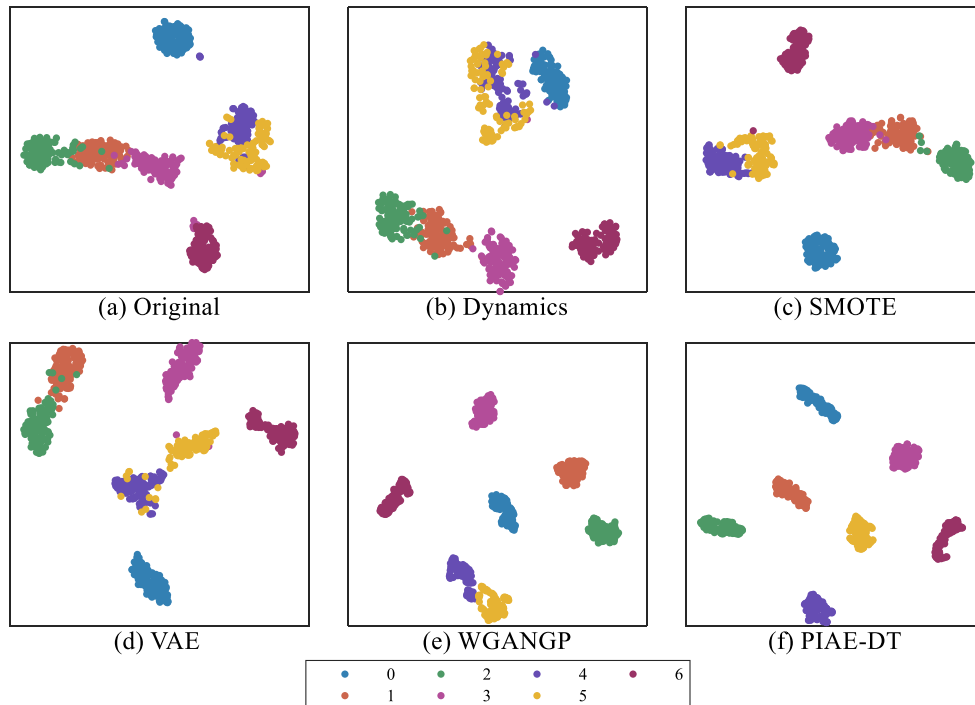 (a) Original
(b) Dynamics
(c) SMOTE
(d) VAE
(e) WGANGP
(f) PIAE-DT
0 2 4 6
1 3 5